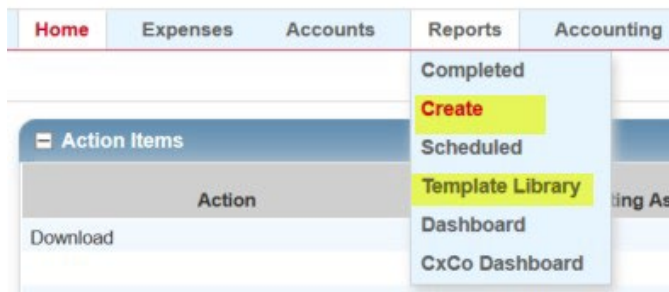 Home Expenses Accounts Reports Accounting
Completed
Create
Action Items
Scheduled
Template Library
Action
Dashboard
Download
CxCo Dashboard